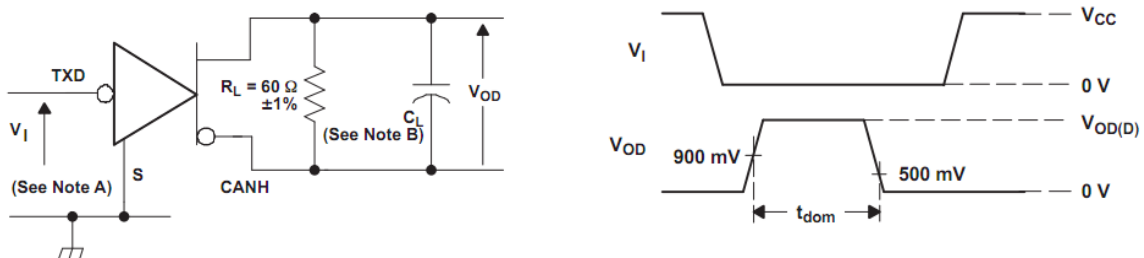 TXD
R_L = 60 Ω
±1%
C_L
V_OD
(See Note B)
V_I
(See Note A)
S
CANH
V_I
V_CC
0 V
V_OD
900 mV
V_OD(D)
500 mV
0 V
t_dom